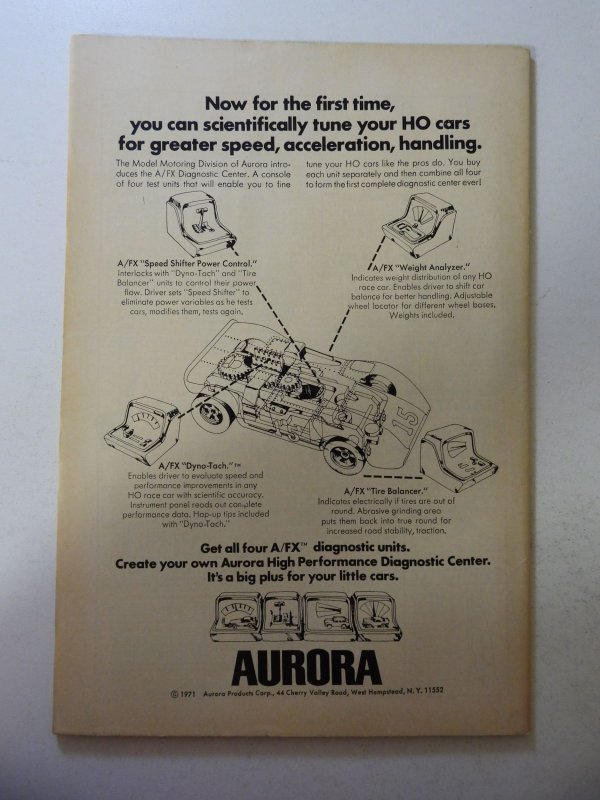 Now for the first time,
you can scientifically tune your HO cars
for greater speed, acceleration, handling.
The Model Motoring Division of Aurora intro-
duces the A/FX Diagnostic Center. A console
of four test units that will enable you to fine
tune your HO cars like the pros do. You buy
each unit separately and then combine all four
to form the first complete diagnostic center ever!
A/FX "Speed Shifter Power Control."
Interlocks with "Dyno-Tach" and "Tire
Balancer" units to control their power
flow. Driver sets "Speed Shifter" to
eliminate power variables as he tests
cars, modifies them, tests again.
A/FX "Weight Analyzer."
Indicates weight distribution of any HO
race car. Enables driver to shift car
balance for better handling. Adjustable
wheel locator for different wheel bases.
Weights included.
15
A/FX "Dyno-Tach."™
Enables driver to evaluate speed and
performance improvements in any
HO race car with scientific accuracy.
Instrument panel reads out complete
performance data. Hop-up tips included
with "Dyno-Tach."
A/FX "Tire Balancer."
Indicates electrically if tires are out of
round. Abrasive grinding area
puts them back into true round for
increased road stability, traction.
Get all four A/FX™ diagnostic units.
Create your own Aurora High Performance Diagnostic Center.
It's a big plus for your little cars.
AURORA
© 1971 Aurora Products Corp., 44 Cherry Valley Road, West Hempstead, N. Y. 11552